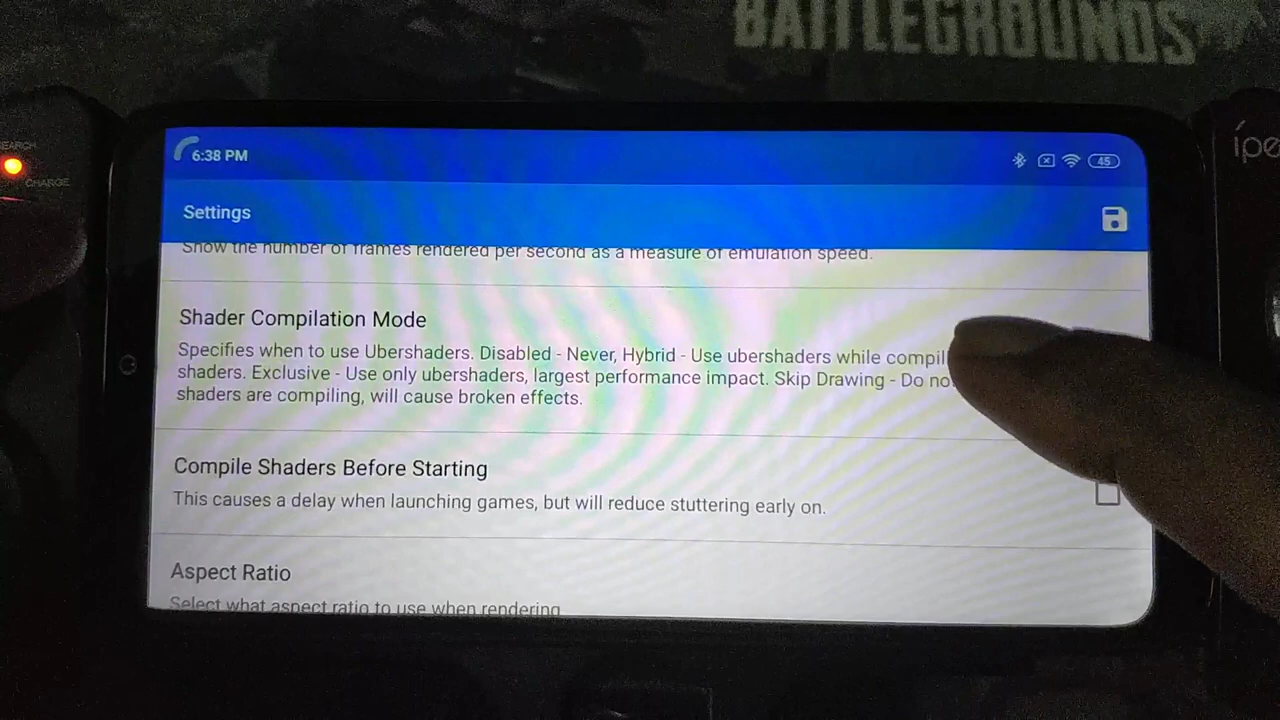 BATTLEGROUNDS
SEARCH
CHARGE
ípe
6:38 PM
45
Settings
Show the number of frames rendered per second as a measure of emulation speed.
Shader Compilation Mode
Specifies when to use Ubershaders. Disabled - Never, Hybrid - Use ubershaders while compil
shaders. Exclusive - Use only ubershaders, largest performance impact. Skip Drawing - Do no
shaders are compiling, will cause broken effects.
Compile Shaders Before Starting
This causes a delay when launching games, but will reduce stuttering early on.
Aspect Ratio
Select what aspect ratio to use when rendering